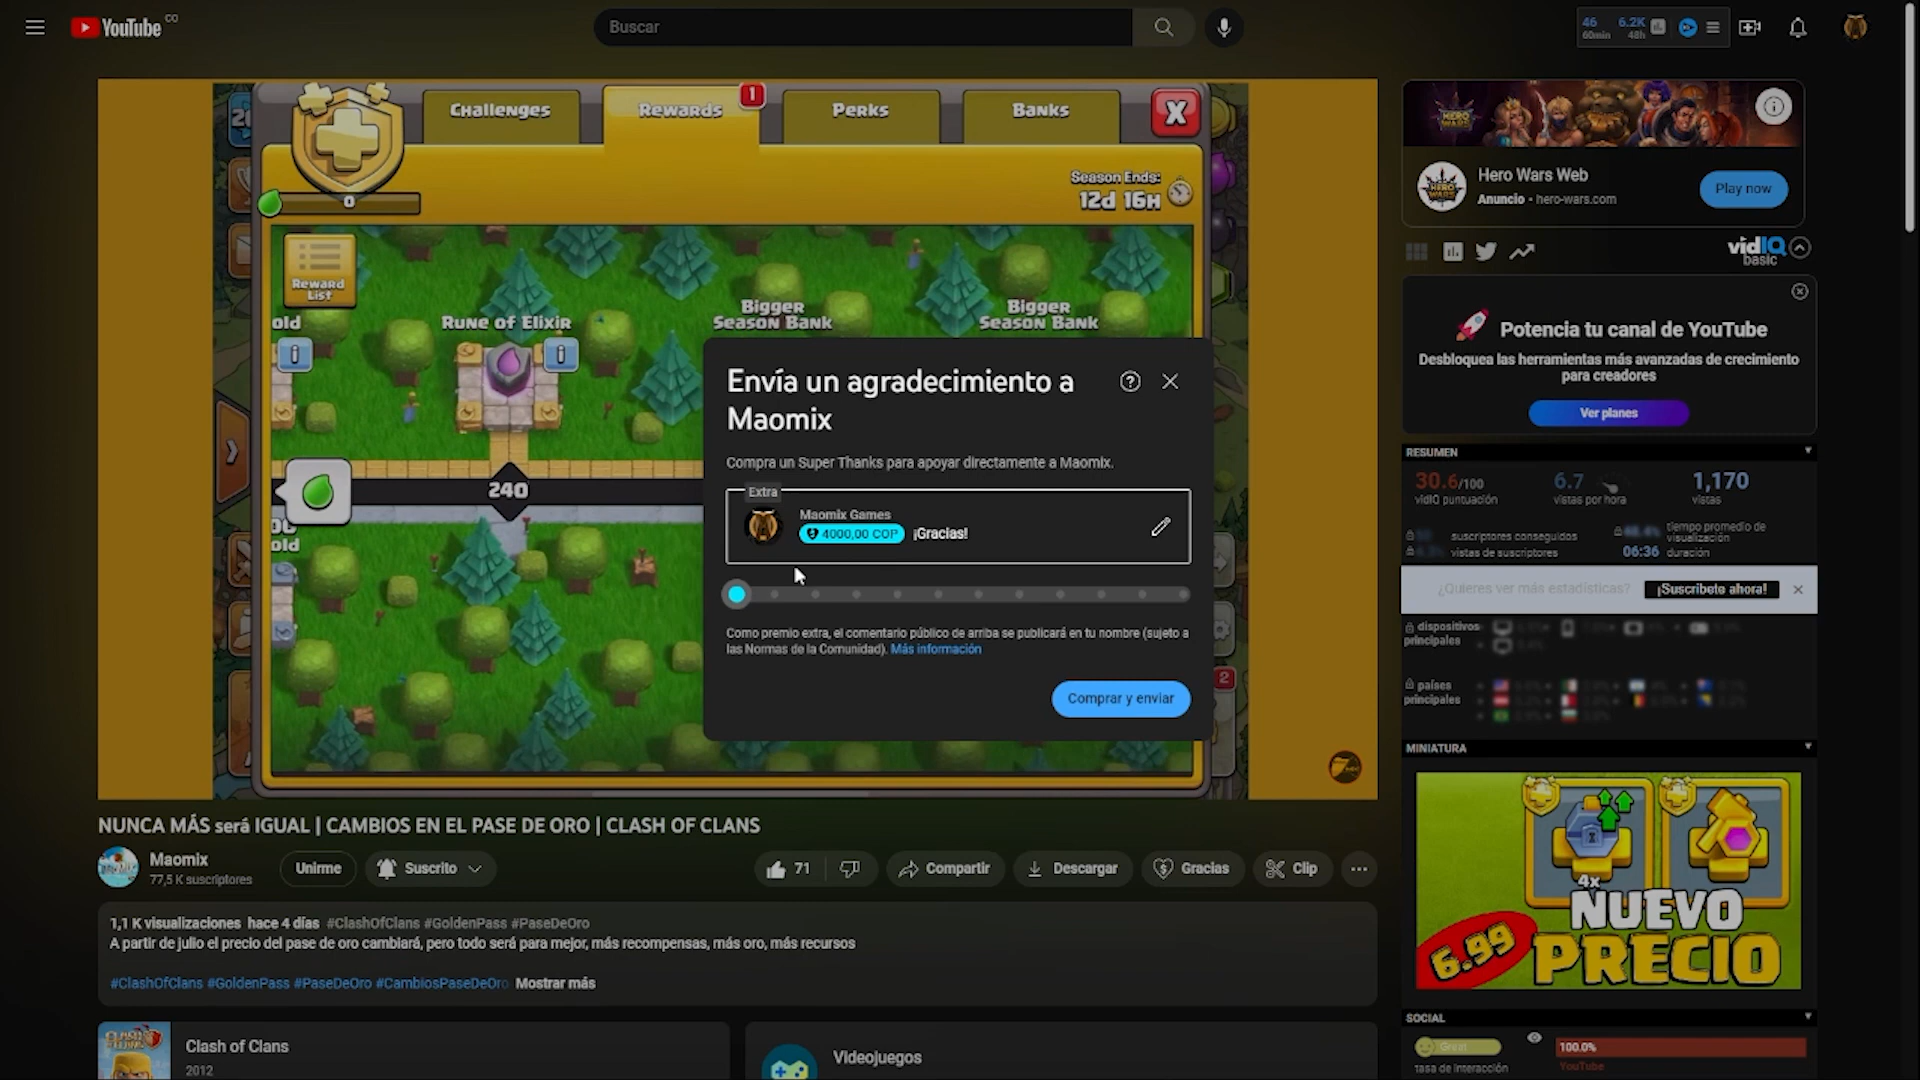 YouTube CO
Buscar
46
60min
6.2K
48h
Challenges
Rewards
1
Perks
Banks
X
Season Ends:
12d 16H
0
Reward
List
old
Rune of Elixir
Bigger
Season Bank
Bigger
Season Bank
240
old
2
Envía un agradecimiento a
Maomix
Compra un Super Thanks para apoyar directamente a Maomix.
Extra
Maomix Games
4000,00 COP ¡Gracias!
Como premio extra, el comentario público de arriba se publicará en tu nombre (sujeto a
las Normas de la Comunidad). Más información
Comprar y enviar
NUNCA MÁS será IGUAL | CAMBIOS EN EL PASE DE ORO | CLASH OF CLANS
Maomix
77,5 K suscriptores
Unirme
Suscrito
71
Compartir
Descargar
Gracias
Clip
1,1 K visualizaciones hace 4 días #ClashOfClans #GoldenPass #PaseDeOro
A partir de julio el precio del pase de oro cambiará, pero todo será para mejor, más recompensas, más oro, más recursos
#ClashOfClans #GoldenPass #PaseDeOro #CambiosPaseDeOro Mostrar más
Clash of Clans
2012
Videojuegos
HERO
WARS
Hero Wars Web
Anuncio · hero-wars.com
Play now
vidIQ
basic
Potencia tu canal de YouTube
Desbloquea las herramientas más avanzadas de crecimiento
para creadores
Ver planes
RESUMEN
30.6/100
vidIQ puntuación
6.7
vistas por hora
1,170
vistas
suscriptores conseguidos
vistas de suscriptores
tiempo promedio de
visualización
06:36 duración
¿Quieres ver más estadísticas?
¡Suscríbete ahora!
dispositivos
principales
países
principales
MINIATURA
4x
NUEVO
6.99 PRECIO
SOCIAL
Great
tasa de interacción
100.0%
YouTube